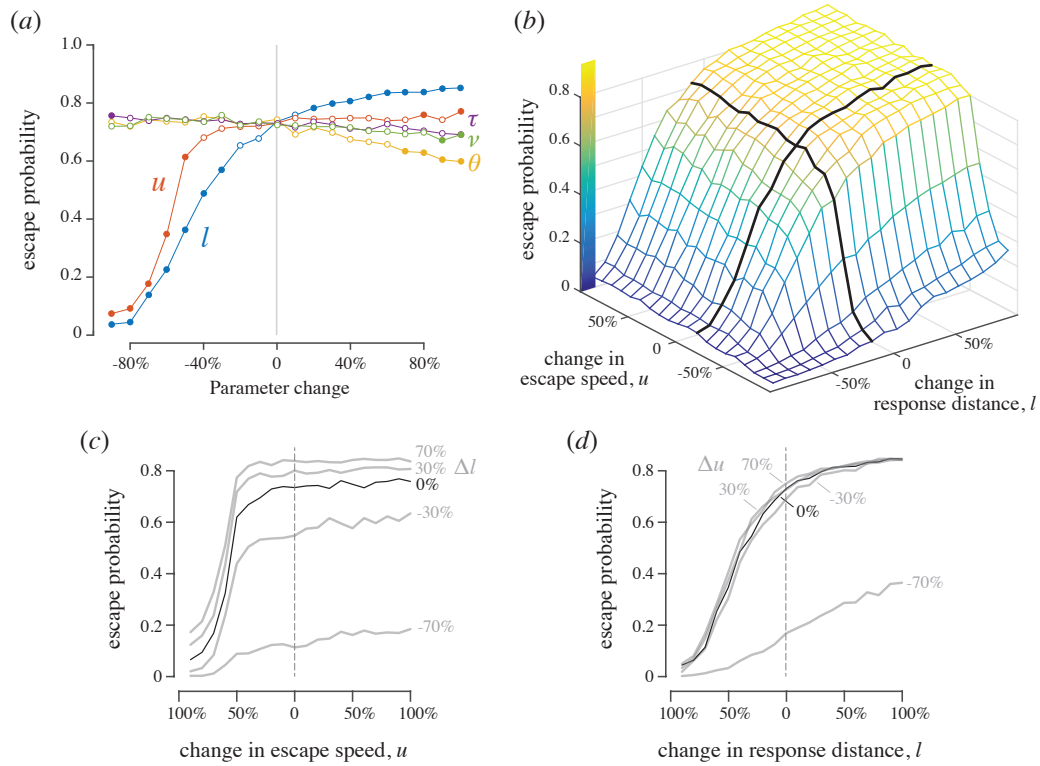 (a)
1.0
0.8
0.6
0.4
0.2
0
escape probability
u
l
τ
ν
θ
-80%
-40%
0
40%
80%
Parameter change
(b)
0.8
0.6
0.4
0.2
0
escape probability
50%
0
-50%
change in
escape speed, u
-50%
0
50%
change in
response distance, l
(c)
0.8
0.6
0.4
0.2
0
escape probability
70%
30% Δl
0%
-30%
-70%
100%
50%
0
50%
100%
change in escape speed, u
(d)
0.8
0.6
0.4
0.2
0
escape probability
Δu
70%
30%
0%
-30%
-70%
100%
50%
0
50%
100%
change in response distance, l